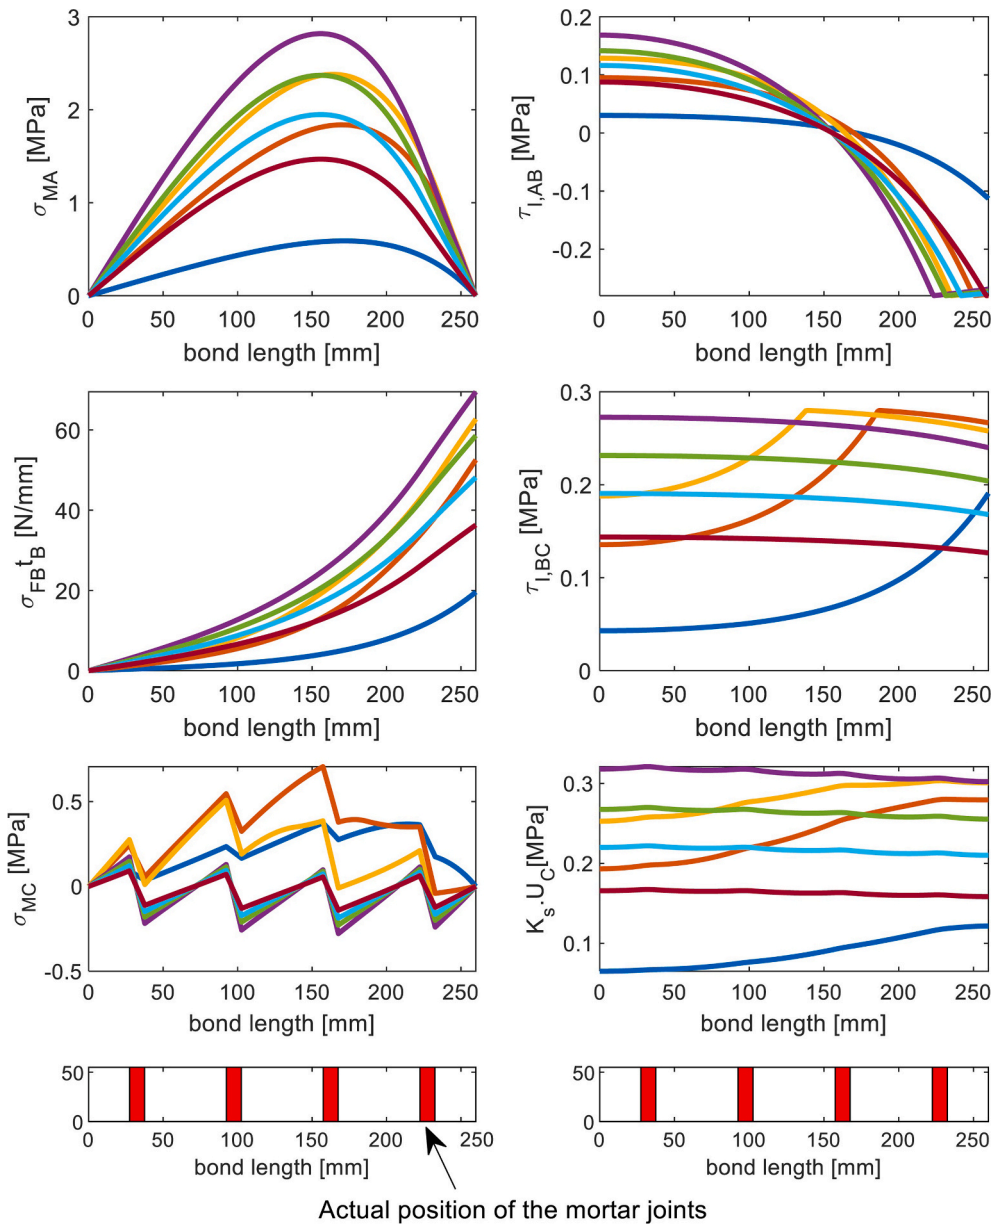 3
2
1
0
σMA [MPa]
0 50 100 150 200 250
bond length [mm]
0.2
0.1
0
-0.1
-0.2
τI,AB [MPa]
0 50 100 150 200 250
bond length [mm]
60
40
20
0
σFBtB [N/mm]
0 50 100 150 200 250
bond length [mm]
0.3
0.2
0.1
0
τI,BC [MPa]
0 50 100 150 200 250
bond length [mm]
0.5
0
-0.5
σMC [MPa]
0 50 100 150 200 250
bond length [mm]
0.3
0.2
0.1
Ks.UC[MPa]
0 50 100 150 200 250
bond length [mm]
50
0
0 50 100 150 200 250
bond length [mm]
50
0
0 50 100 150 200 250
bond length [mm]
Actual position of the mortar joints